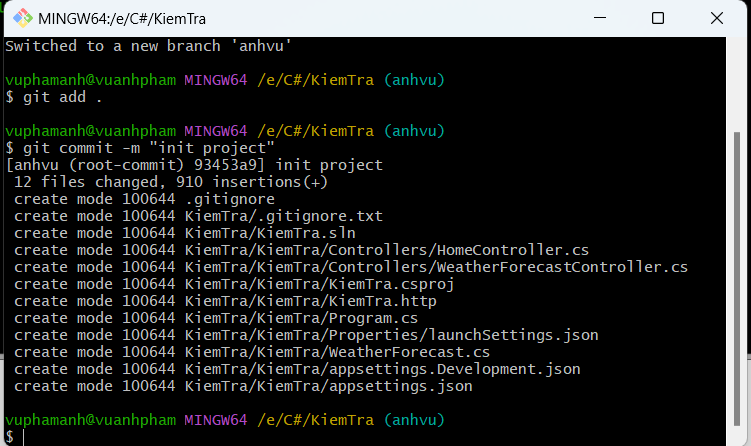 MINGW64:/e/C#/KiemTra
Switched to a new branch 'anhvu'
vuphamanh@vuanhpham MINGW64 /e/C#/KiemTra (anhvu)
$ git add .
vuphamanh@vuanhpham MINGW64 /e/C#/KiemTra (anhvu)
$ git commit -m "init project"
[anhvu (root-commit) 93453a9] init project
 12 files changed, 910 insertions(+)
 create mode 100644 .gitignore
 create mode 100644 KiemTra/.gitignore.txt
 create mode 100644 KiemTra/KiemTra.sln
 create mode 100644 KiemTra/KiemTra/Controllers/HomeController.cs
 create mode 100644 KiemTra/KiemTra/Controllers/WeatherForecastController.cs
 create mode 100644 KiemTra/KiemTra/KiemTra.csproj
 create mode 100644 KiemTra/KiemTra/KiemTra.http
 create mode 100644 KiemTra/KiemTra/Program.cs
 create mode 100644 KiemTra/KiemTra/Properties/launchSettings.json
 create mode 100644 KiemTra/KiemTra/WeatherForecast.cs
 create mode 100644 KiemTra/KiemTra/appsettings.Development.json
 create mode 100644 KiemTra/KiemTra/appsettings.json
vuphamanh@vuanhpham MINGW64 /e/C#/KiemTra (anhvu)
$